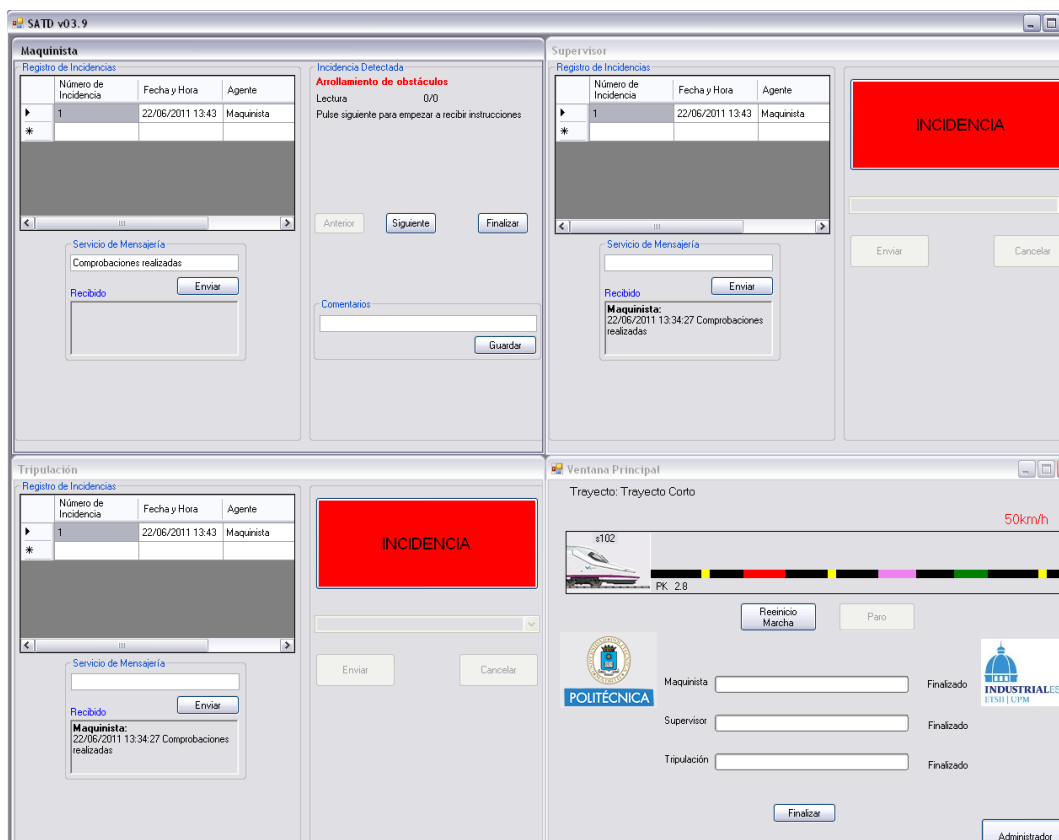 SATD v03.9
Maquinista
Registro de Incidencias
Número de Incidencia Fecha y Hora Agente
1 22/06/2011 13:43 Maquinista
Servicio de Mensajería
Comprobaciones realizadas
Enviar
Recibido
Incidencia Detectada
Arrollamiento de obstáculos
Lectura 0/0
Pulse siguiente para empezar a recibir instrucciones
Anterior Siguiente Finalizar
Comentarios
Guardar
Supervisor
Registro de Incidencias
Número de Incidencia Fecha y Hora Agente
1 22/06/2011 13:43 Maquinista
Servicio de Mensajería
Enviar
Recibido
Maquinista:
22/06/2011 13:34:27 Comprobaciones
realizadas
INCIDENCIA
Enviar Cancelar
Tripulación
Registro de Incidencias
Número de Incidencia Fecha y Hora Agente
1 22/06/2011 13:43 Maquinista
Servicio de Mensajería
Enviar
Recibido
Maquinista:
22/06/2011 13:34:27 Comprobaciones
realizadas
INCIDENCIA
Enviar Cancelar
Ventana Principal
Trayecto: Trayecto Corto
50km/h
s102
PK 2.8
Reeinicio
Marcha
Paro
POLITÉCNICA
INDUSTRIALES
ETSII | UPM
Maquinista Finalizado
Supervisor Finalizado
Tripulación Finalizado
Finalizar
Administrador